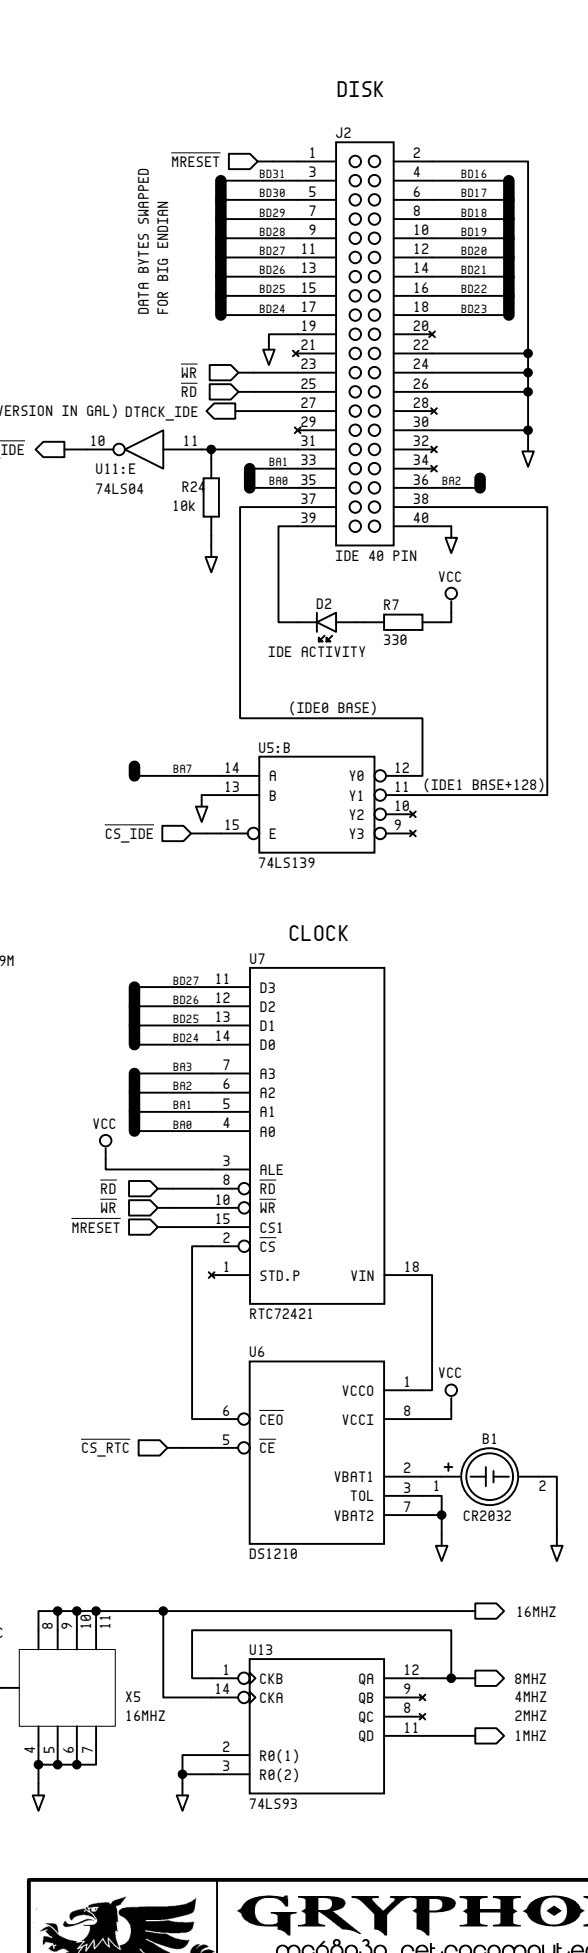 DISK
J2
MRESET 1 2
BD31 3 4 BD16
BD30 5 6 BD17
BD29 7 8 BD18
BD28 9 10 BD19
BD27 11 12 BD20
BD26 13 14 BD21
BD25 15 16 BD22
BD24 17 18 BD23
DATA BYTES SWAPPED
FOR BIG ENDIAN
19 20
21 22
WR 23 24
RD 25 26
VERSION IN GAL) DTACK_IDE 27 28
29 30
_IDE 10 11 31 32
U11:E
74LS04
BA1 33 34
R24
10k
BA0 35 36 BA2
37 38
39 40
IDE 40 PIN
VCC
D2 R7
330
IDE ACTIVITY
(IDE0 BASE)
U5:B
BA7 14 A Y0 12
13 B Y1 11 (IDE1 BASE+128)
Y2 10
CS_IDE 15 E Y3 9
74LS139
CLOCK
9M
U7
BD27 11 D3
BD26 12 D2
BD25 13 D1
BD24 14 D0
BA3 7 A3
BA2 6 A2
BA1 5 A1
BA0 4 A0
VCC
3 ALE
RD 8 RD
WR 10 WR
MRESET 15 CS1
2 CS
1 STD.P VIN 18
RTC72421
U6
VCC
VCCO 1
6 CEO VCCI 8
CS_RTC 5 CE
B1
VBAT1 2 + 1 2
TOL 3
VBAT2 7
CR2032
DS1210
8 9 10 11
16MHZ
U13
1 CKB QA 12 8MHZ
14 CKA QB 9 4MHZ
QC 8 2MHZ
QD 11 1MHZ
X5
16MHZ
4 5 6 7
2 R0(1)
3 R0(2)
74LS93
GRYPHO